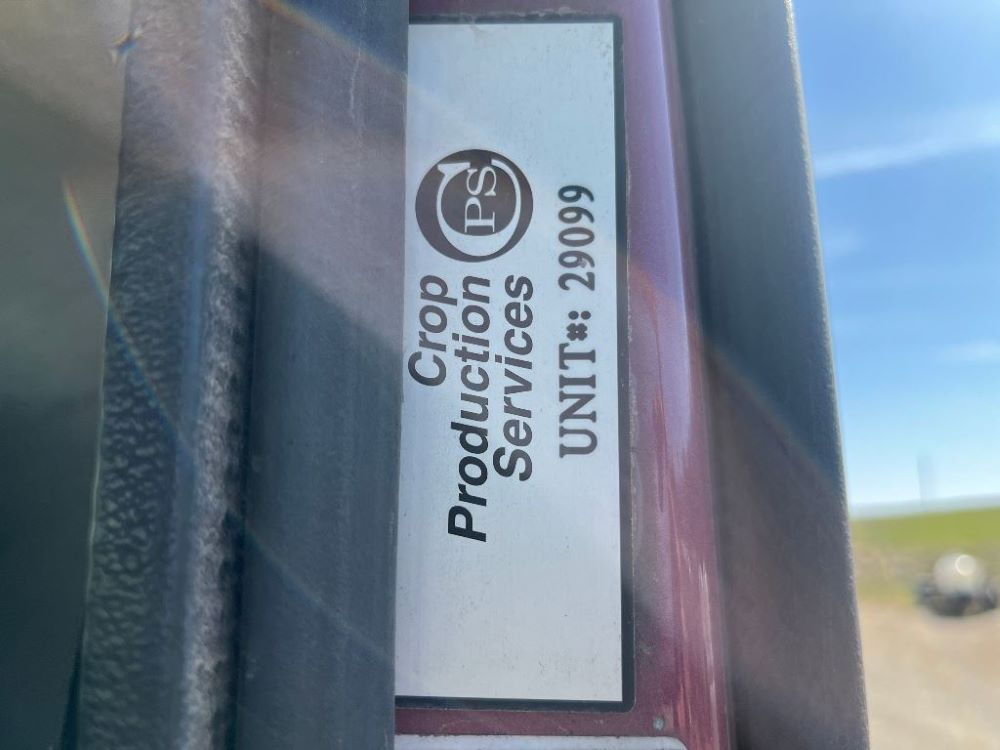 CPS
Crop
Production
Services
UNIT#: 29099